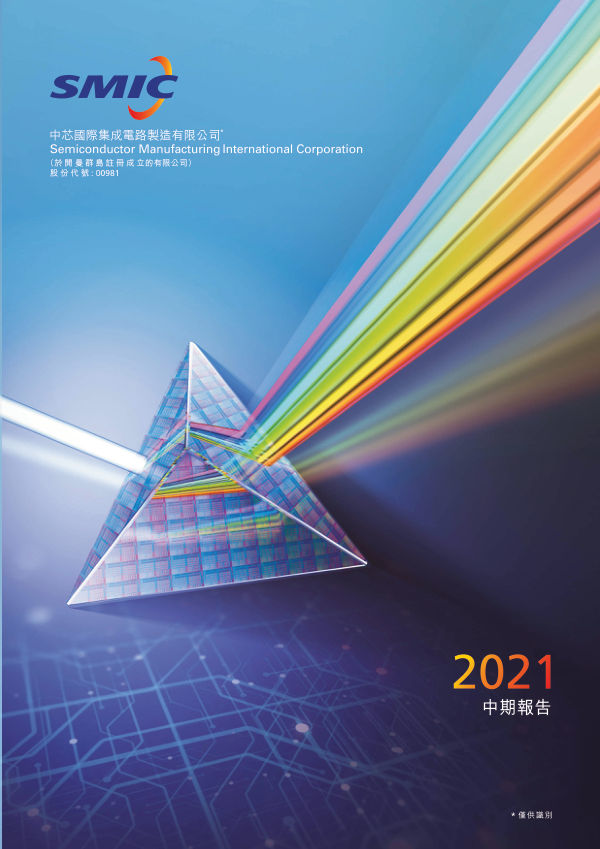 SMIC
中芯國際集成電路製造有限公司*
Semiconductor Manufacturing International Corporation
(於開曼群島註冊成立的有限公司)
股份代號 : 00981
2021
中期報告
* 僅供識別